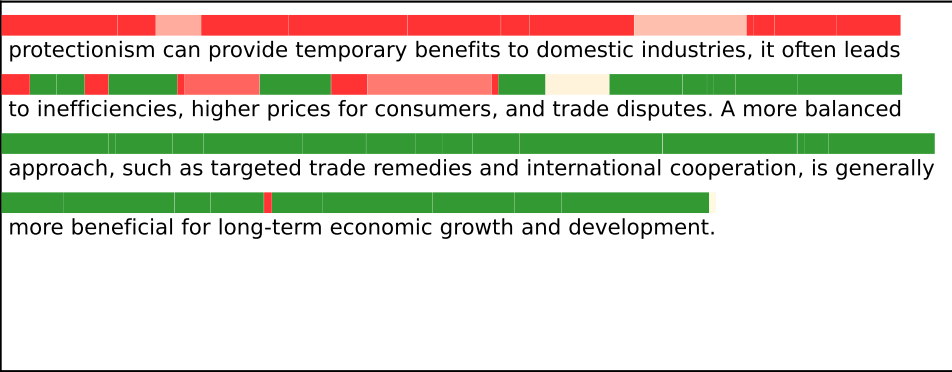 protectionism can provide temporary benefits to domestic industries, it often leads
to inefficiencies, higher prices for consumers, and trade disputes. A more balanced
approach, such as targeted trade remedies and international cooperation, is generally
more beneficial for long-term economic growth and development.